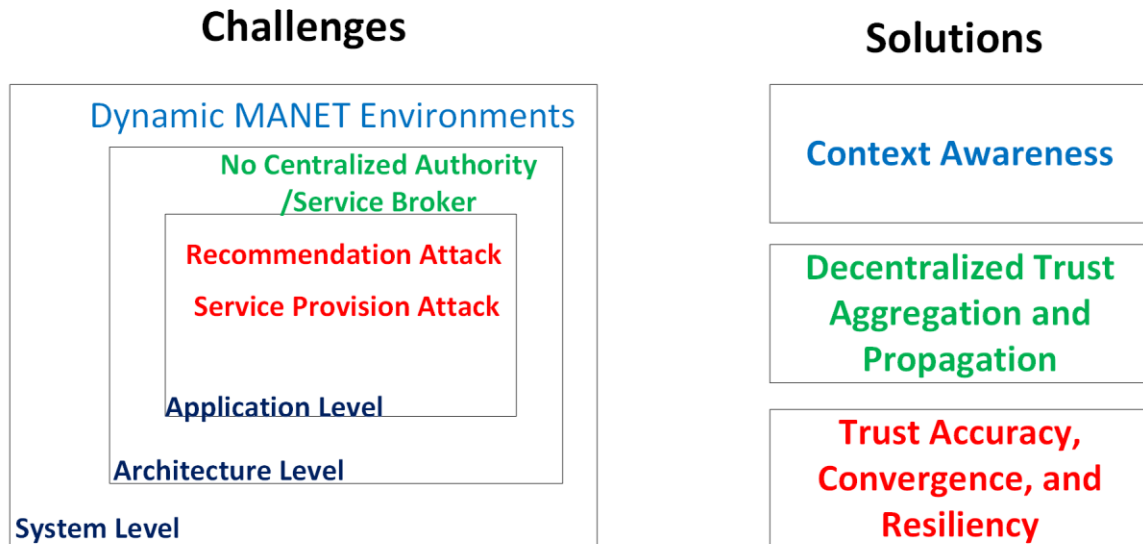 Challenges
Dynamic MANET Environments
No Centralized Authority
/Service Broker
Recommendation Attack
Service Provision Attack
Application Level
Architecture Level
System Level
Solutions
Context Awareness
Decentralized Trust
Aggregation and
Propagation
Trust Accuracy,
Convergence, and
Resiliency